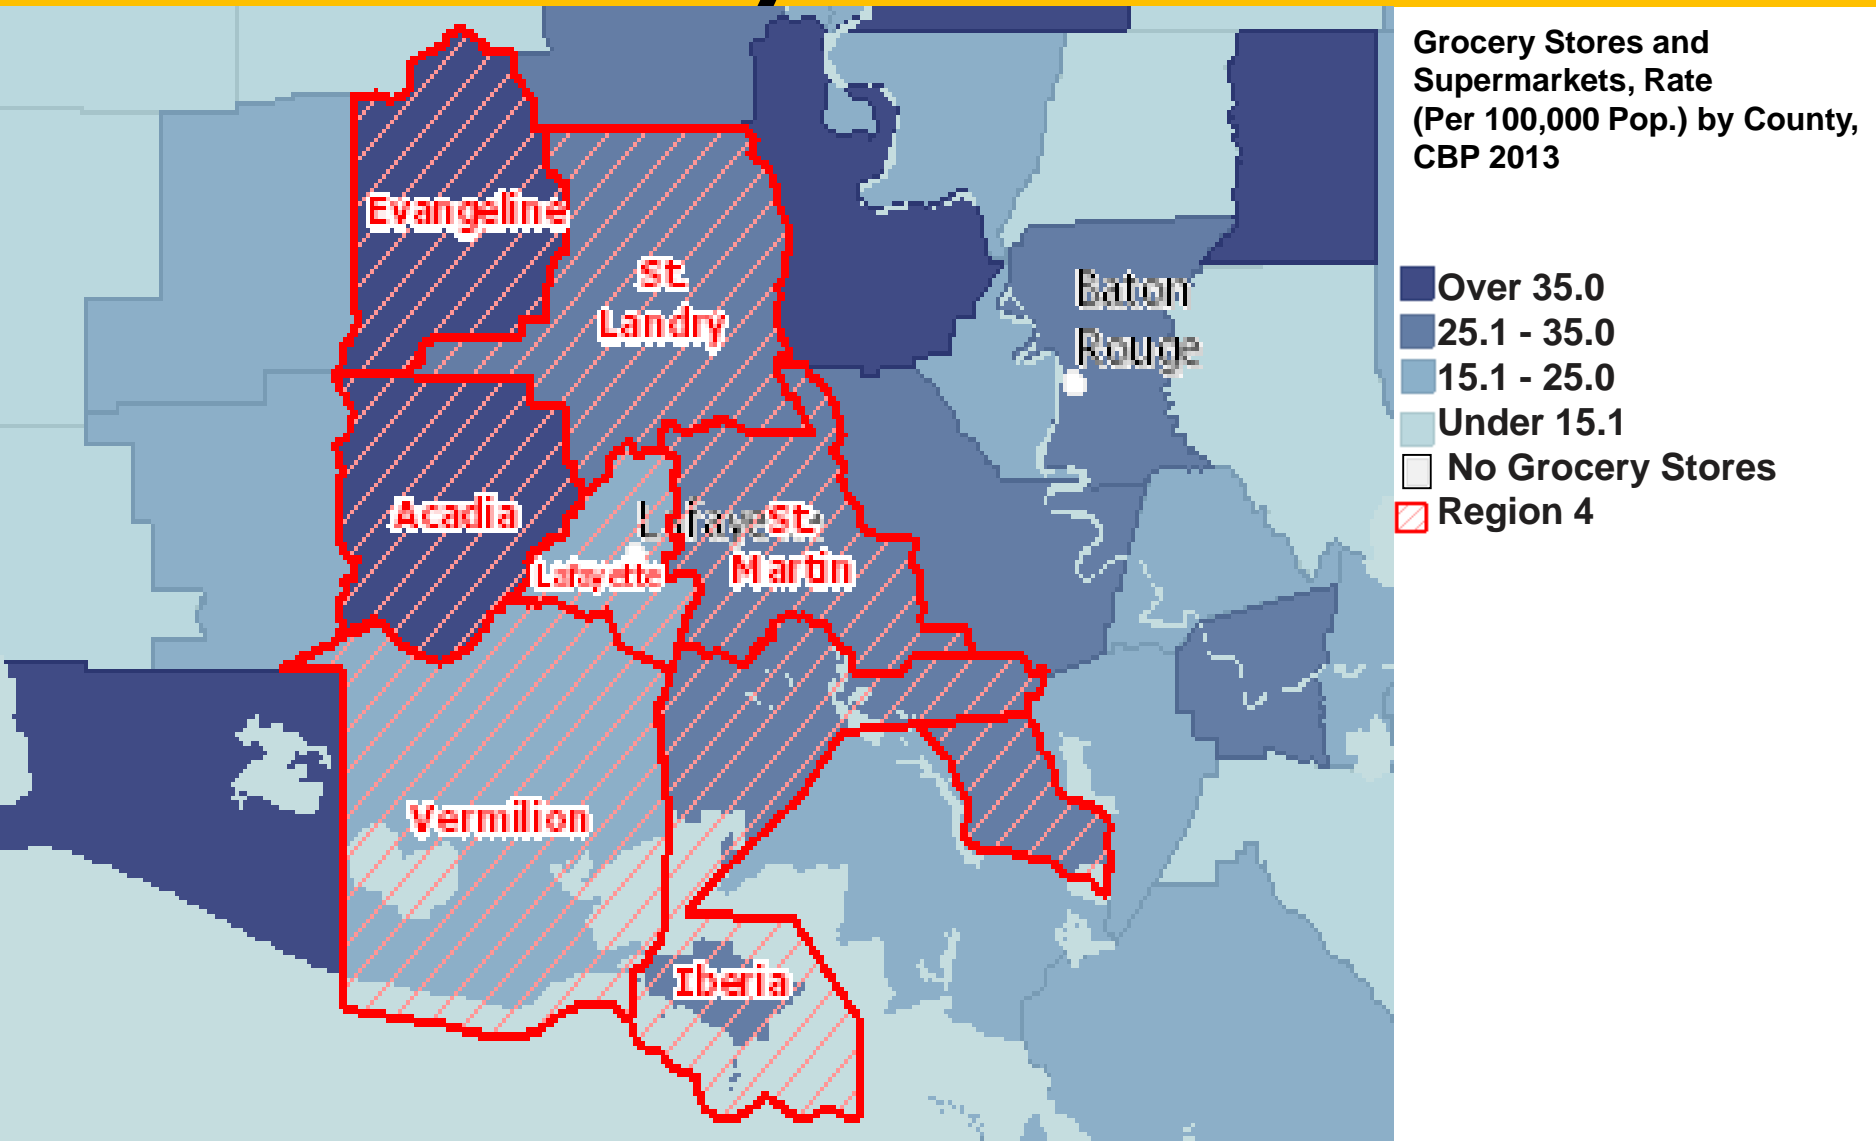 Grocery Stores and
Supermarkets, Rate
(Per 100,000 Pop.) by County,
CBP 2013
Over 35.0
25.1 - 35.0
15.1 - 25.0
Under 15.1
No Grocery Stores
Region 4
Evangeline
St.
Landry
Baton
Rouge
Acadia
Lafayette
St.
Martin
Lafayette
Vermilion
Iberia